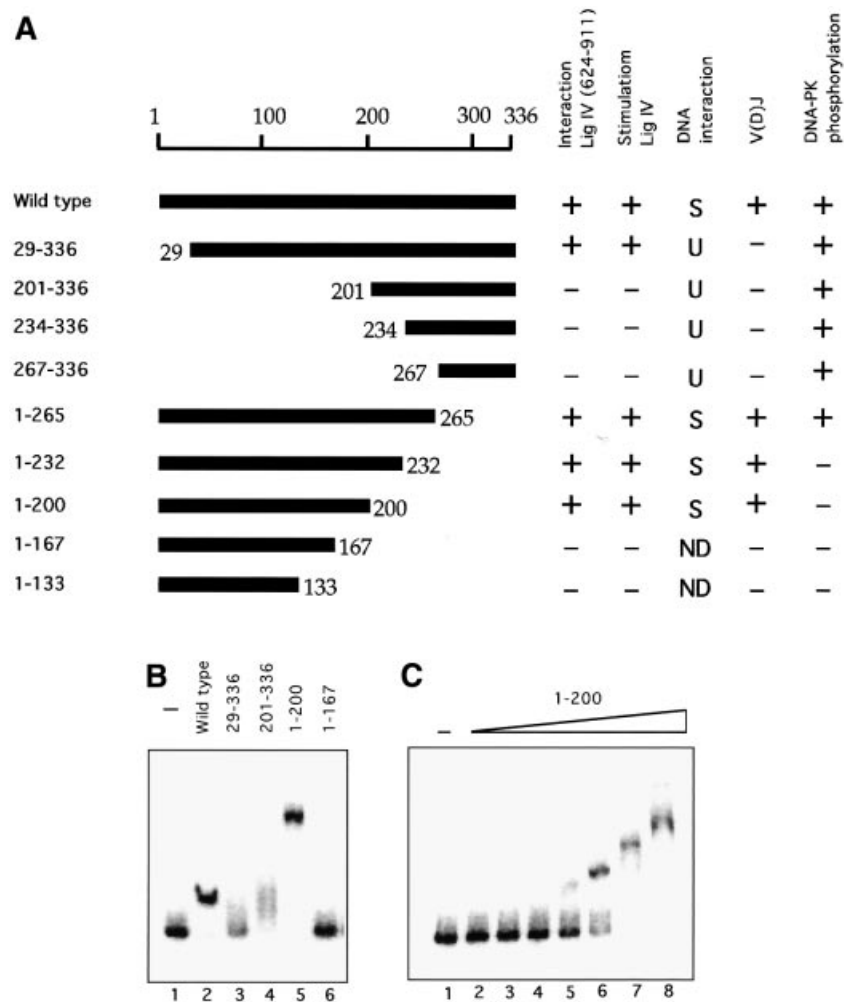 A
Interaction
Lig IV (624-911)
Stimulatiom
Lig IV
DNA
interaction
V(D)J
DNA-PK
phosphorylation
1 100 200 300 336
Wild type + + S + +
29-336 29 + + U – +
201-336 201 – – U – +
234-336 234 – – U – +
267-336 267 – – U – +
1-265 265 + + S + +
1-232 232 + + S + –
1-200 200 + + S + –
1-167 167 – – ND – –
1-133 133 – – ND – –
B
– Wild type 29-336 201-336 1-200 1-167
1 2 3 4 5 6
C
1-200
–
1 2 3 4 5 6 7 8